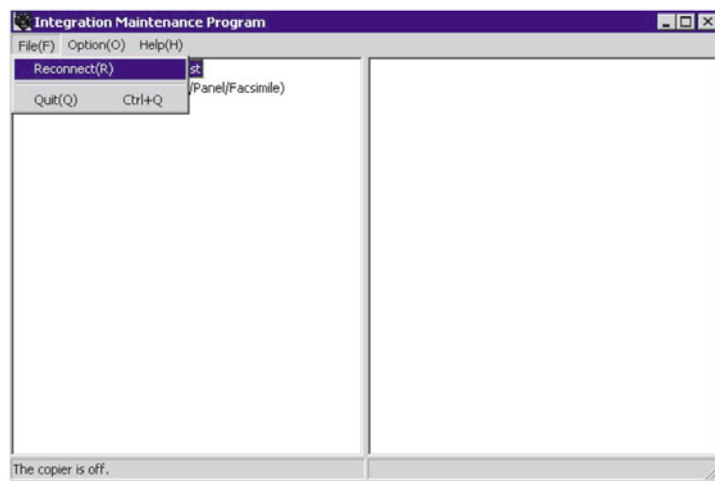 Integration Maintenance Program
File(F) Option(O) Help(H)
Reconnect(R) st
Quit(Q) Ctrl+Q /Panel/Facsimile)
The copier is off.